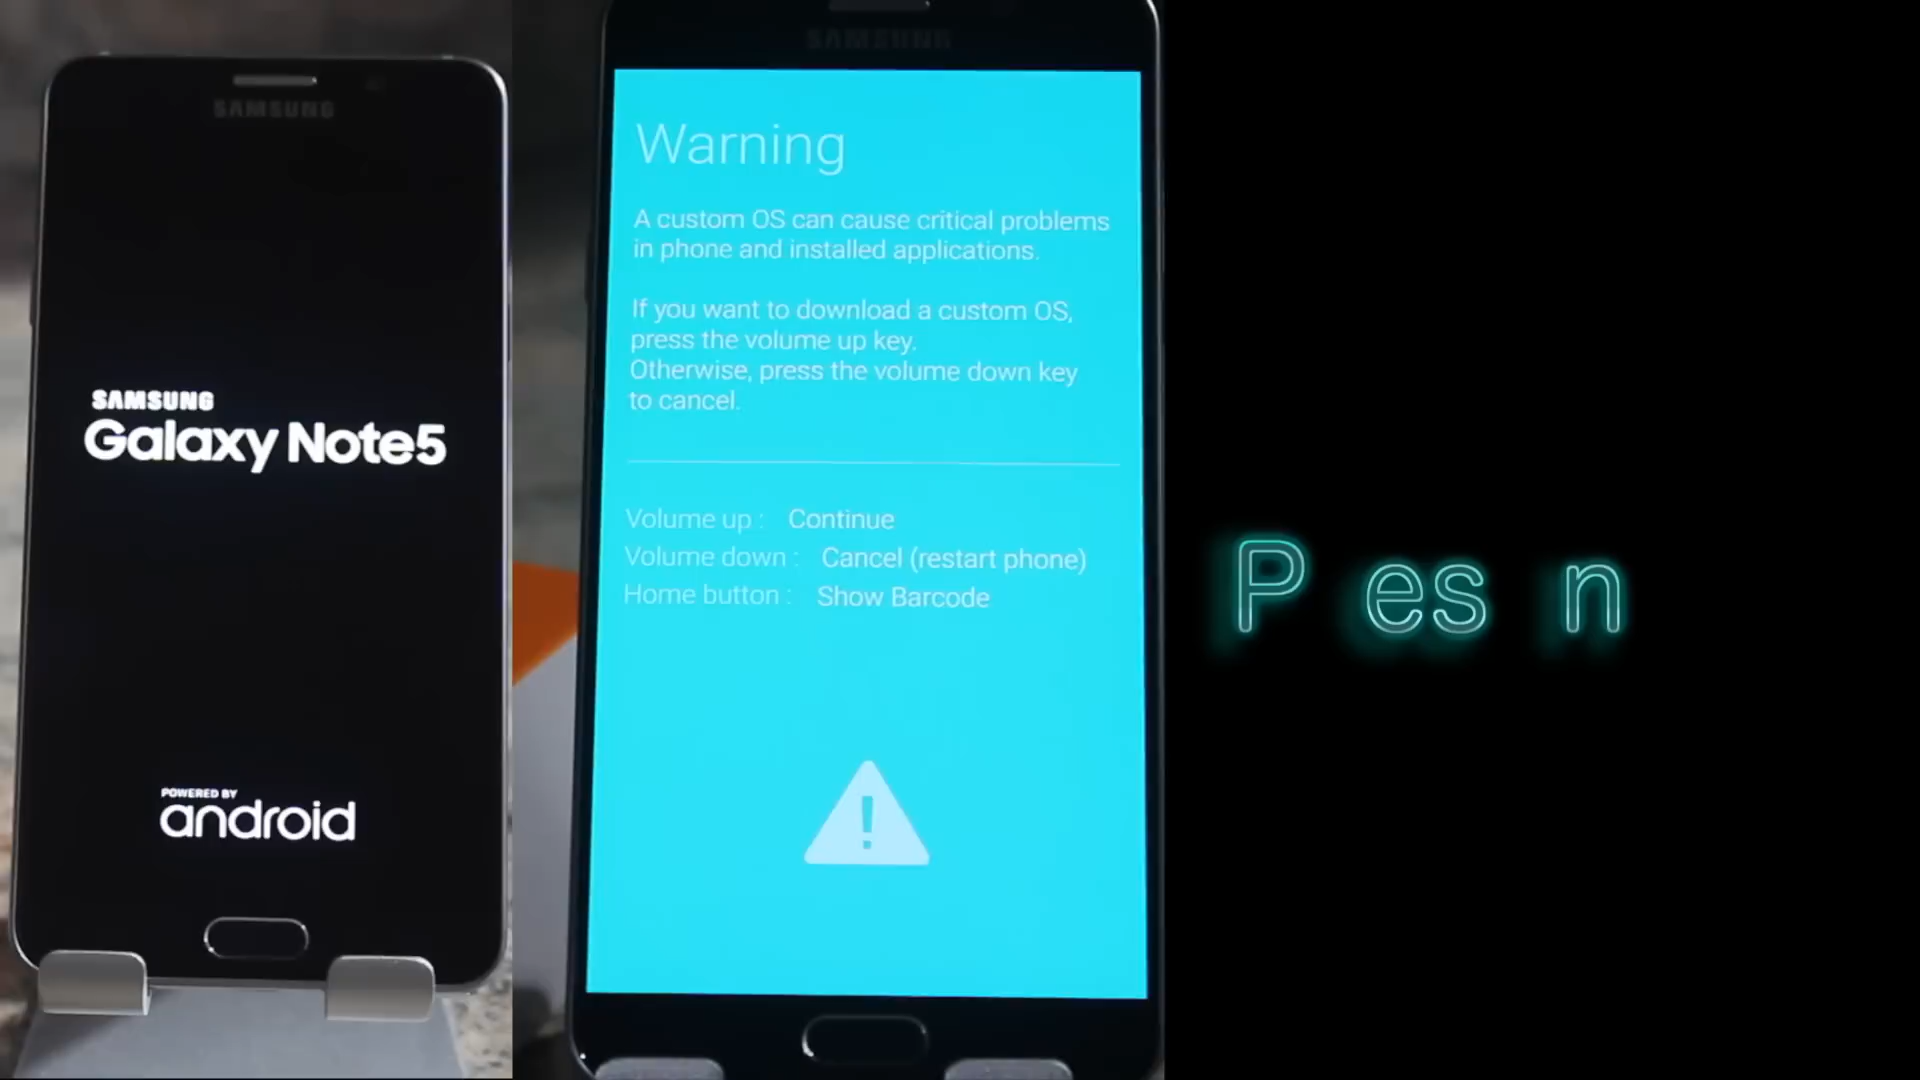 SAMSUNG
SAMSUNG
Galaxy Note5
POWERED BY
android
SAMSUNG
Warning
A custom OS can cause critical problems
in phone and installed applications.
If you want to download a custom OS,
press the volume up key.
Otherwise, press the volume down key
to cancel.
Volume up : Continue
Volume down : Cancel (restart phone)
Home button : Show Barcode
P es n